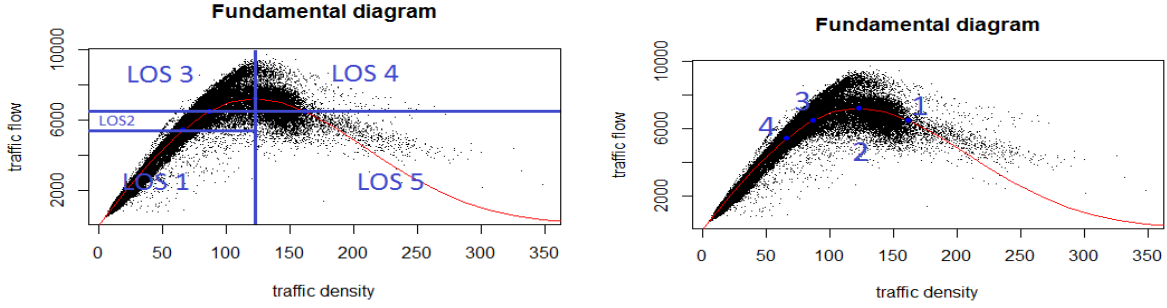 Fundamental diagram
traffic flow
2000
6000
10000
LOS 3
LOS 4
LOS2
LOS 1
LOS 5
0 50 100 150 200 250 300 350
traffic density
Fundamental diagram
traffic flow
2000
6000
10000
3
1
4
2
0 50 100 150 200 250 300 350
traffic density